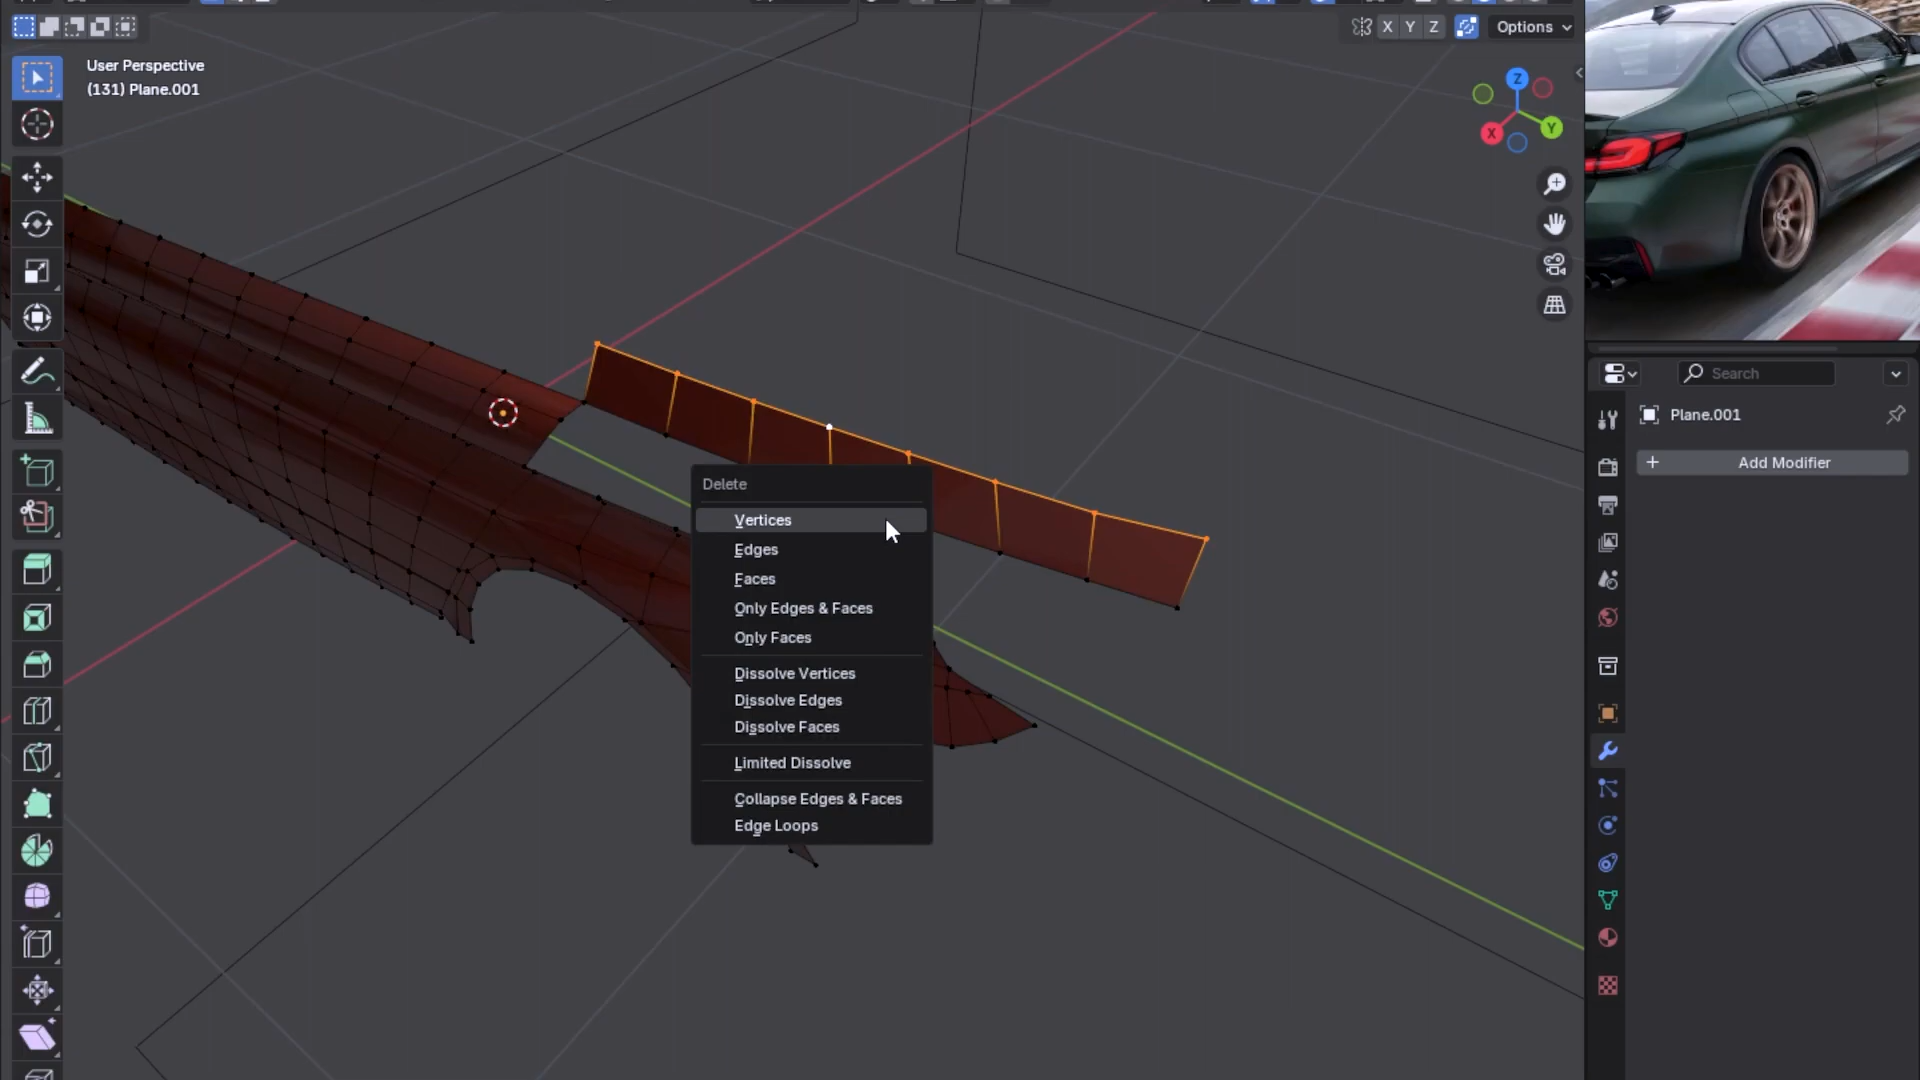 X Y Z
Options
User Perspective
(131) Plane.001
Z
X
Y
Search
Plane.001
Add Modifier
Delete
Vertices
Edges
Faces
Only Edges & Faces
Only Faces
Dissolve Vertices
Dissolve Edges
Dissolve Faces
Limited Dissolve
Collapse Edges & Faces
Edge Loops